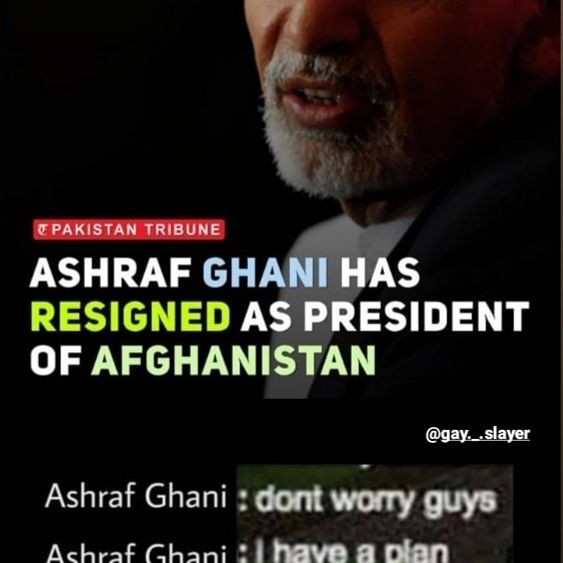 PAKISTAN TRIBUNE
ASHRAF GHANI HAS
RESIGNED AS PRESIDENT
OF AFGHANISTAN
@gay._.slayer
Ashraf Ghani : dont worry guys
Ashraf Ghani : I have a plan